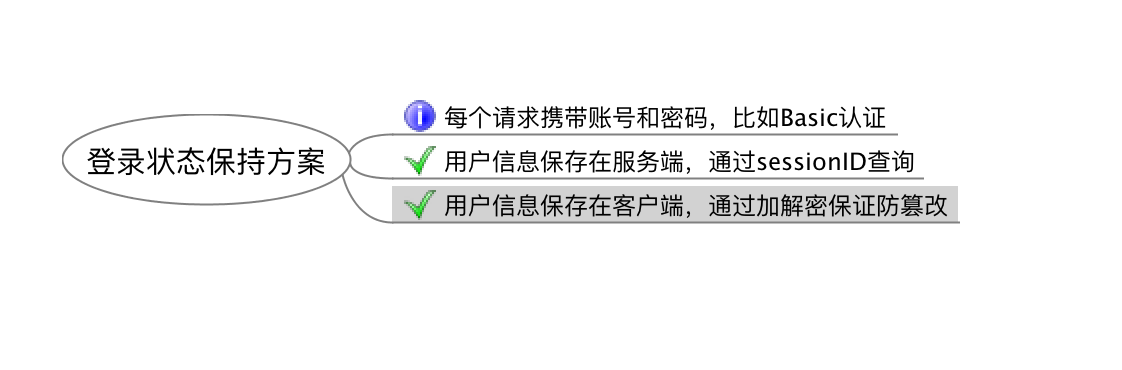 登录状态保持方案
每个请求携带账号和密码，比如Basic认证
用户信息保存在服务端，通过sessionID查询
用户信息保存在客户端，通过加解密保证防篡改